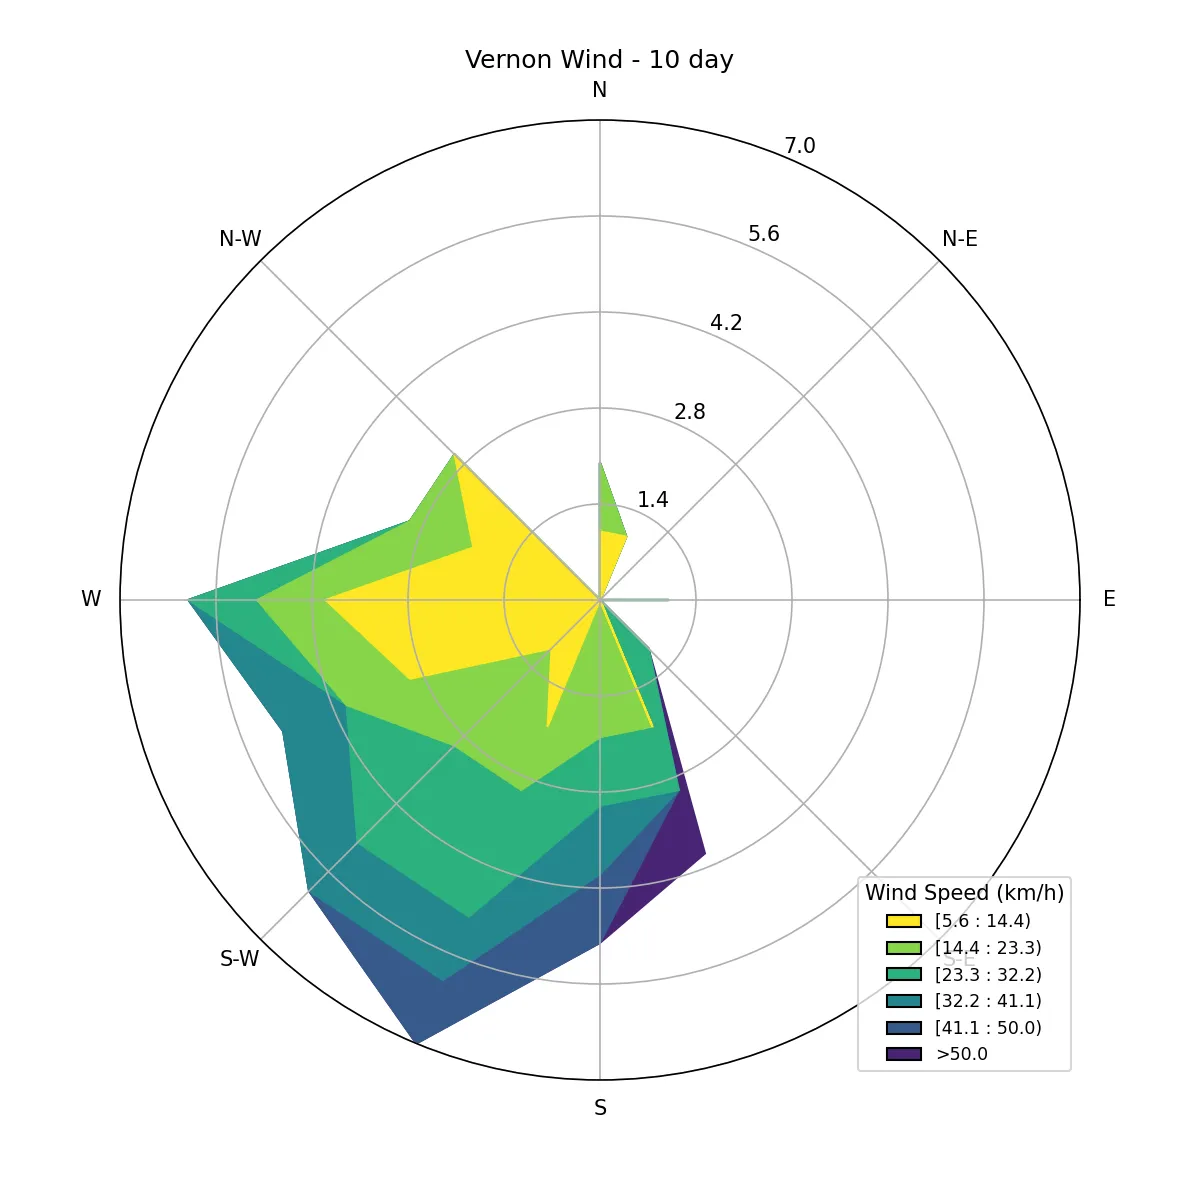 Vernon Wind - 10 day
N
7.0
5.6
N-W
N-E
4.2
2.8
1.4
W
E
S-W
S-E
S
Wind Speed (km/h)
[5.6 : 14.4)
[14.4 : 23.3)
[23.3 : 32.2)
[32.2 : 41.1)
[41.1 : 50.0)
>50.0